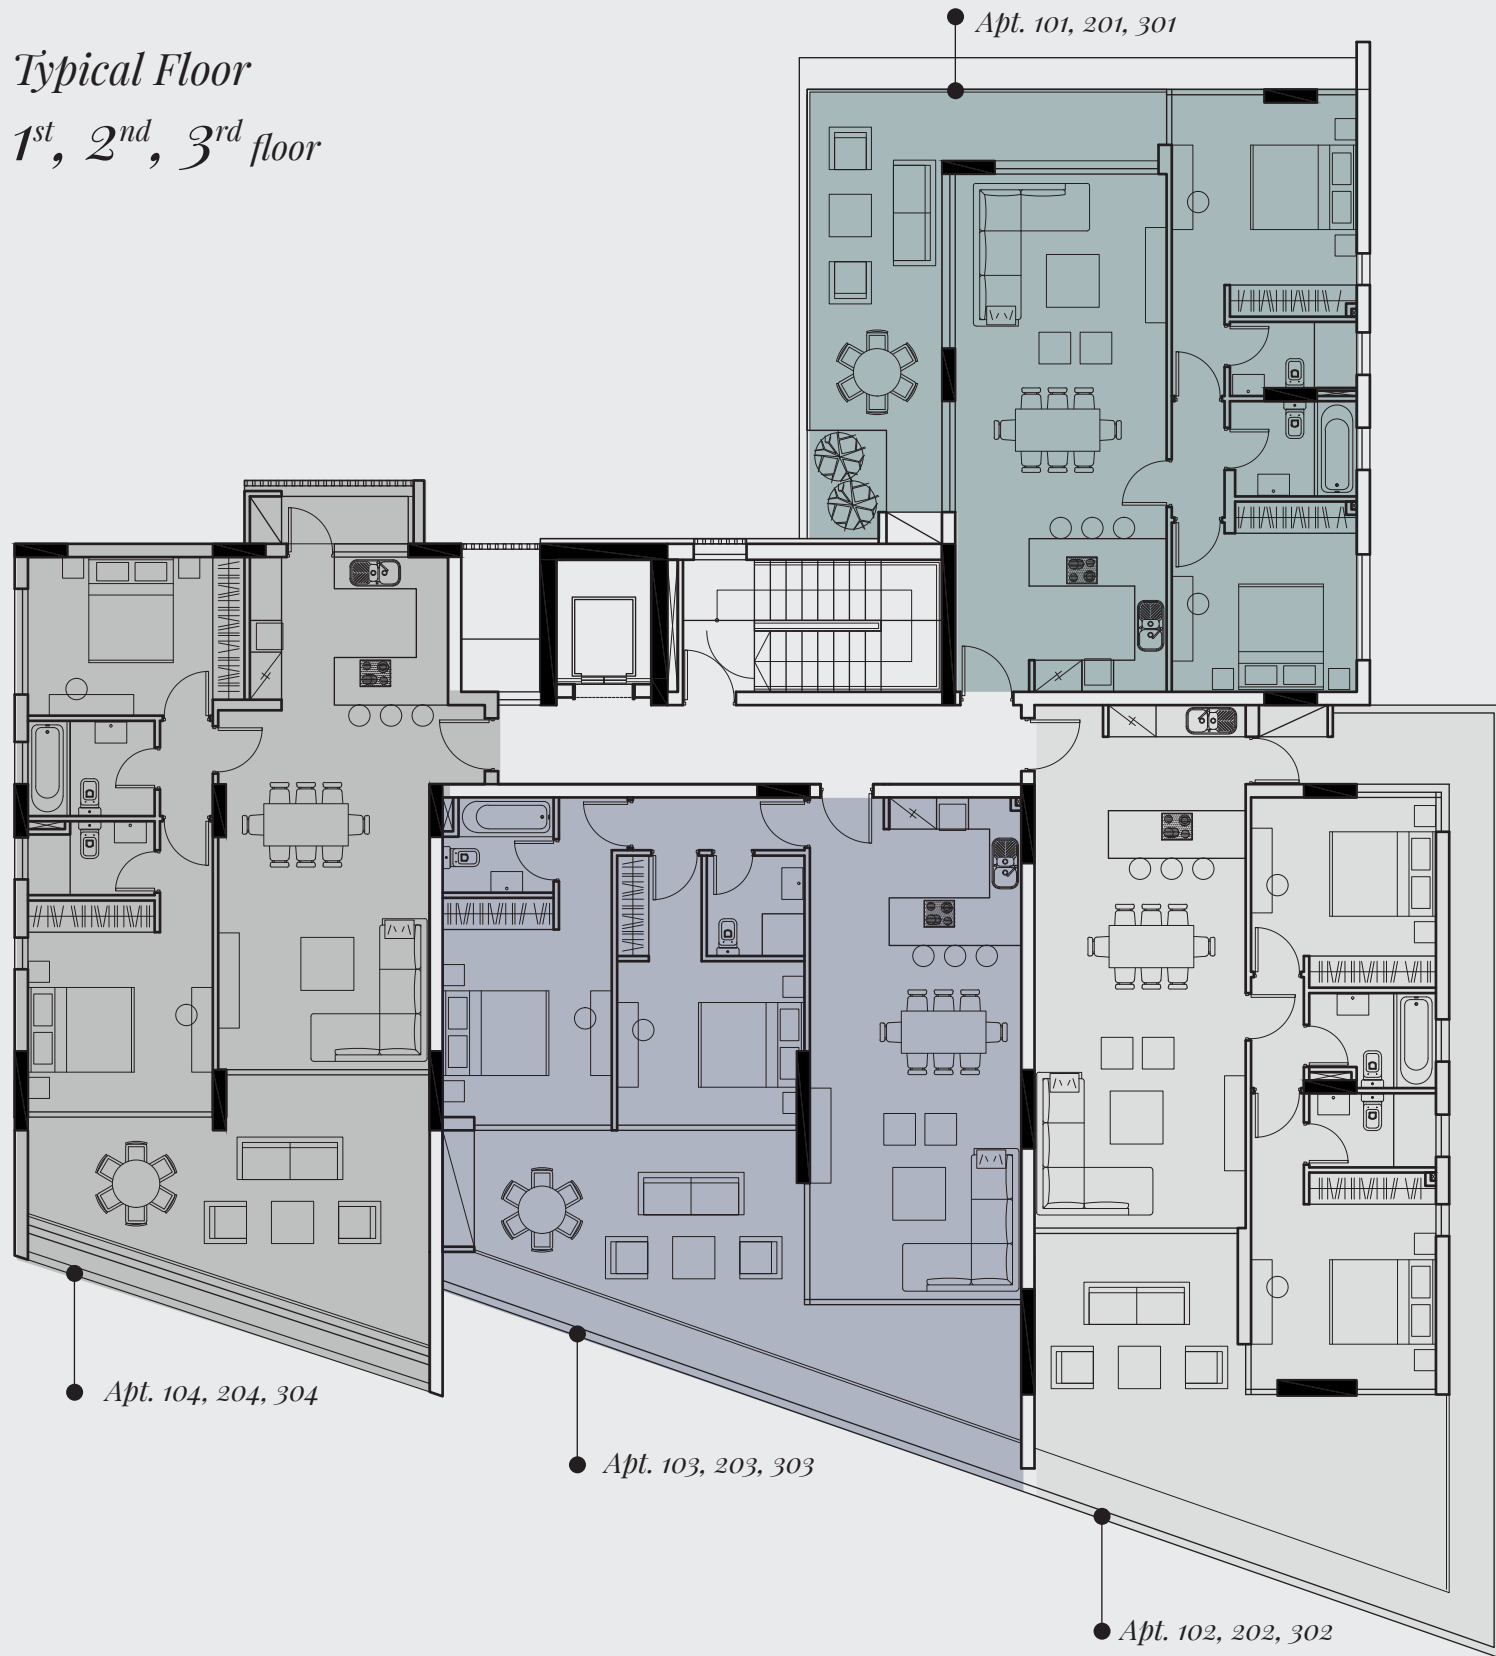 Apt. 101, 201, 301
Typical Floor
1st, 2nd, 3rd floor
Apt. 104, 204, 304
Apt. 103, 203, 303
Apt. 102, 202, 302